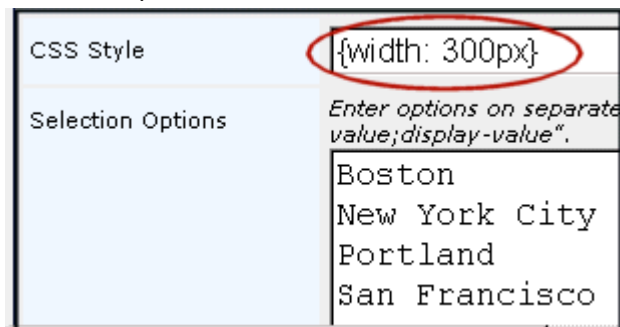 CSS Style
{width: 300px}
Selection Options
Enter options on separate
value;display-value".
Boston
New York City
Portland
San Francisco